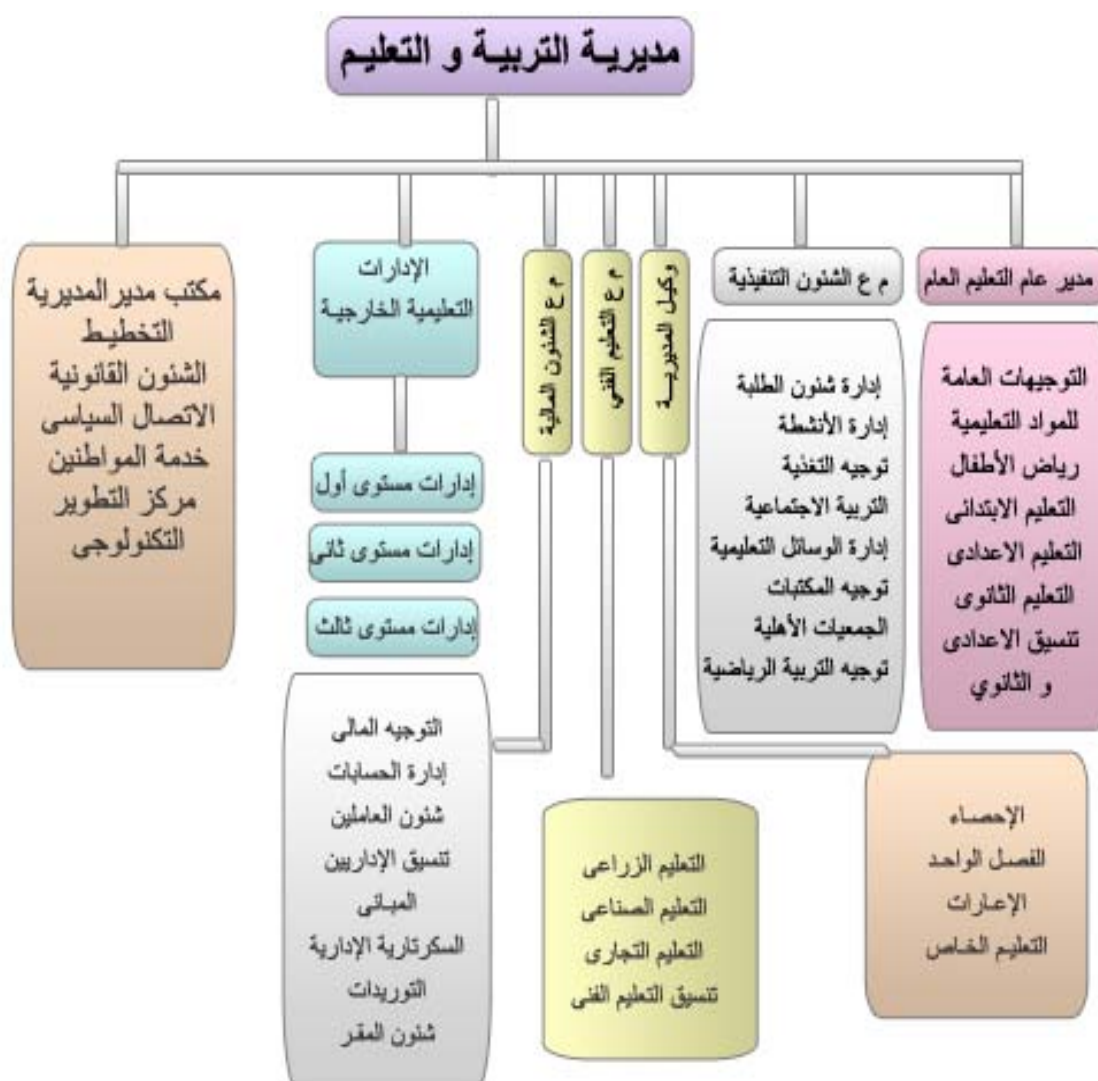 مديرية التربية و التعليم
مدير عام التعليم العام
التوجيهات العامة
للمواد التعليمية
رياض الأطفال
التعليم الابتدائى
التعليم الاعدادى
التعليم الثانوى
تنسيق الاعدادى
و الثانوي
م ع الشئون التنفيذية
إدارة شئون الطلبة
إدارة الأنشطة
توجيه التغذية
التربية الاجتماعية
إدارة الوسائل التعليمية
توجيه المكتبات
الجمعيات الأهلية
توجيه التربية الرياضية
وكيل المديرية
الإحصاء
الفصل الواحد
الإعارات
التعليم الخاص
م ع التعليم الفني
التعليم الزراعى
التعليم الصناعى
التعليم التجارى
تنسيق التعليم الفنى
م ع الشئون المالية
التوجيه المالى
إدارة الحسابات
شئون العاملين
تنسيق الإداريين
المبانى
السكرتارية الإدارية
التوريدات
شئون المقر
الإدارات
التعليمية الخارجية
إدارات مستوى أول
إدارات مستوى ثانى
إدارات مستوى ثالث
مكتب مدير المديرية
التخطيط
الشئون القانونية
الاتصال السياسى
خدمة المواطنين
مركز التطوير
التكنولوجى